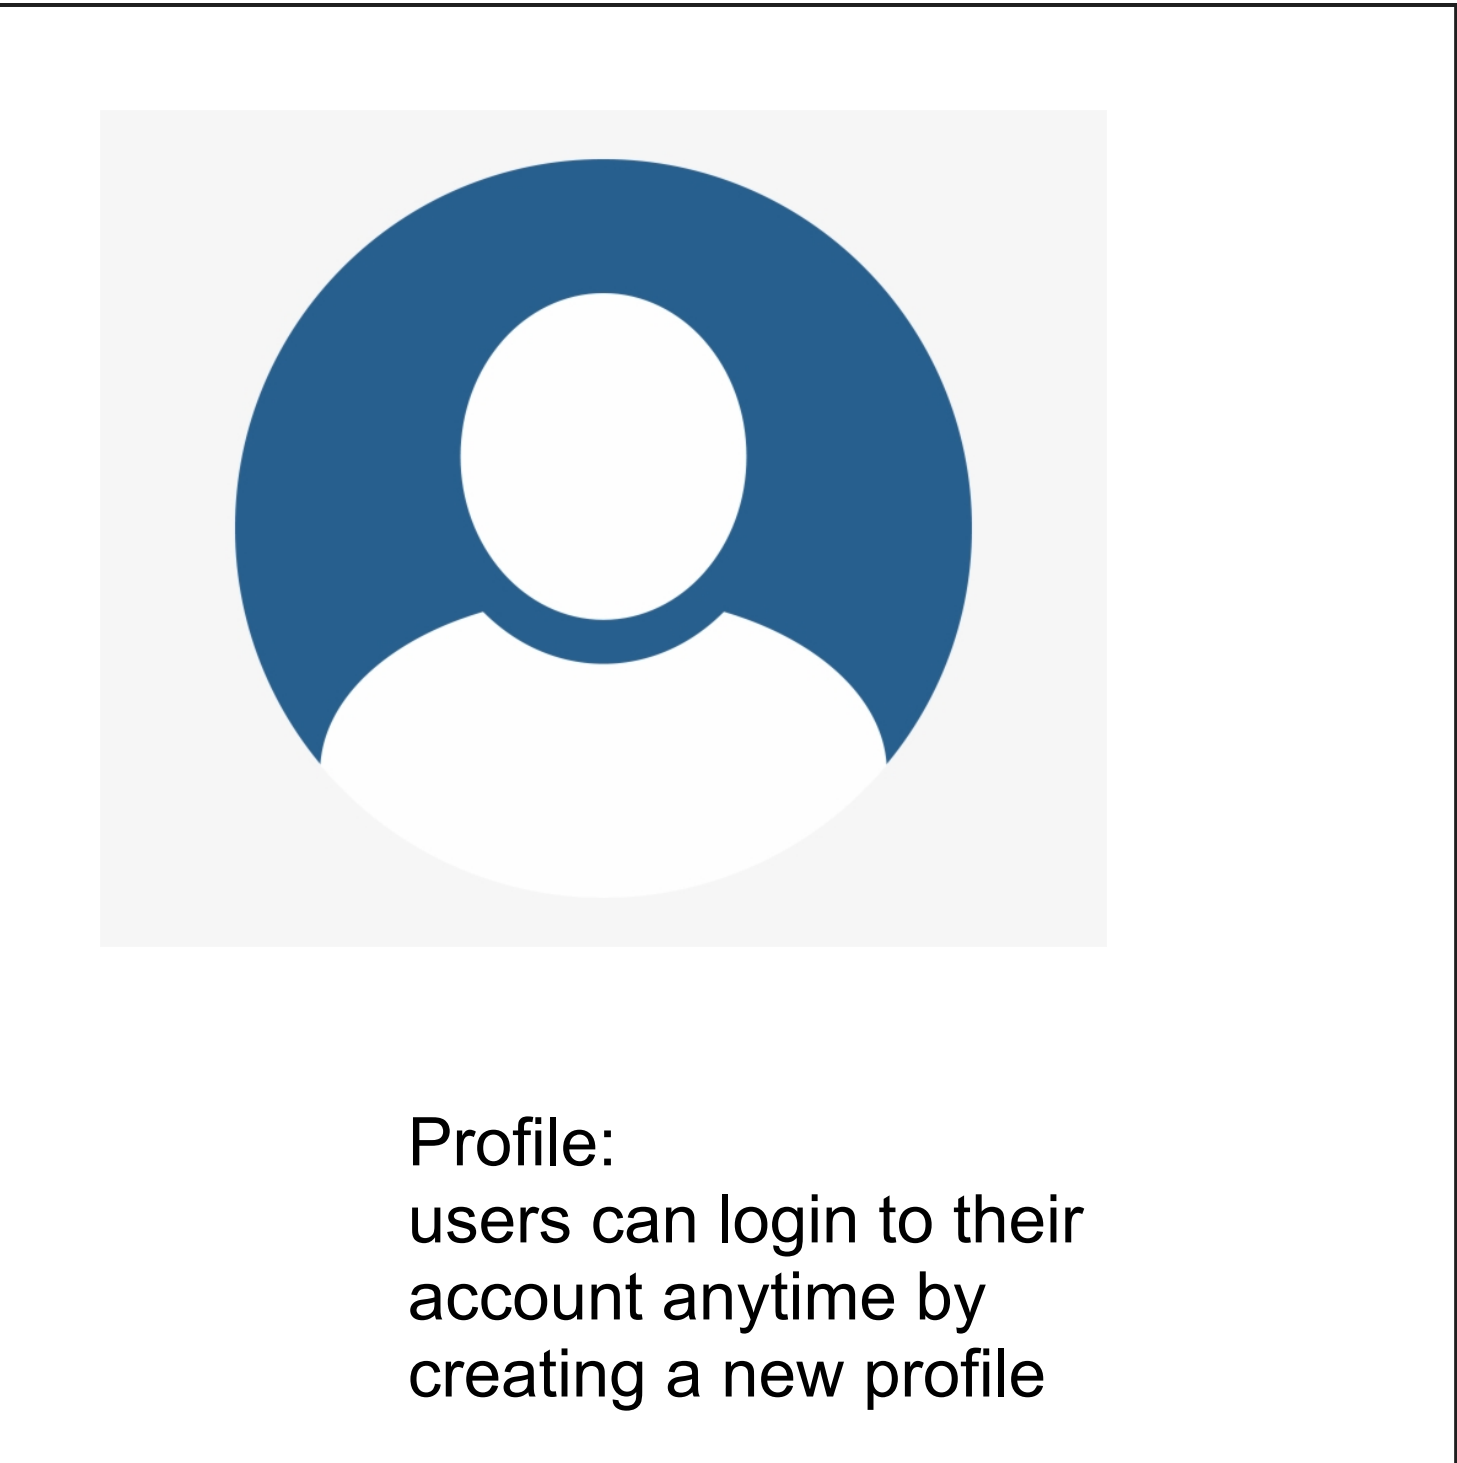 Profile:
users can login to their
account anytime by
creating a new profile